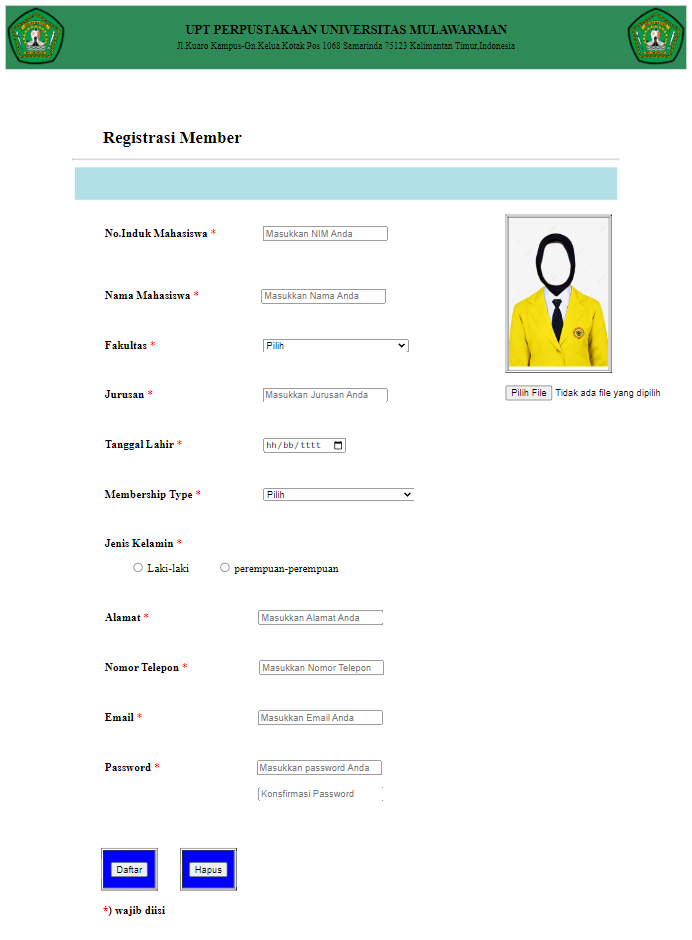 UPT PERPUSTAKAAN UNIVERSITAS MULAWARMAN
Jl.Kuaro Kampus-Gn.Kelua Kotak Pos 1068 Samarinda 75123 Kalimantan Timur,Indonesia
Registrasi Member
No.Induk Mahasiswa * Masukkan NIM Anda
Nama Mahasiswa * Masukkan Nama Anda
Fakultas * Pilih
Jurusan * Masukkan Jurusan Anda
Pilih File Tidak ada file yang dipilih
Tanggal Lahir * hh/bb/tttt
Membership Type * Pilih
Jenis Kelamin *
Laki-laki perempuan-perempuan
Alamat * Masukkan Alamat Anda
Nomor Telepon * Masukkan Nomor Telepon
Email * Masukkan Email Anda
Password * Masukkan password Anda
Konsfirmasi Password
Daftar Hapus
*) wajib diisi